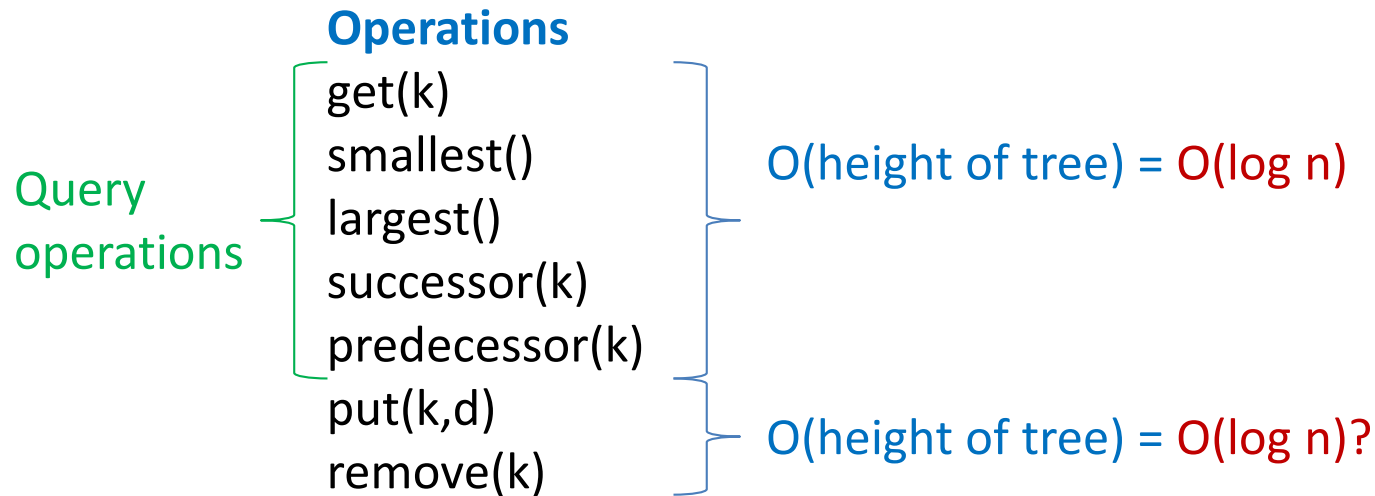 Operations
get(k)
smallest()
largest()
successor(k)
predecessor(k)
put(k,d)
remove(k)
Query
operations
O(height of tree) = O(log n)
O(height of tree) = O(log n)?